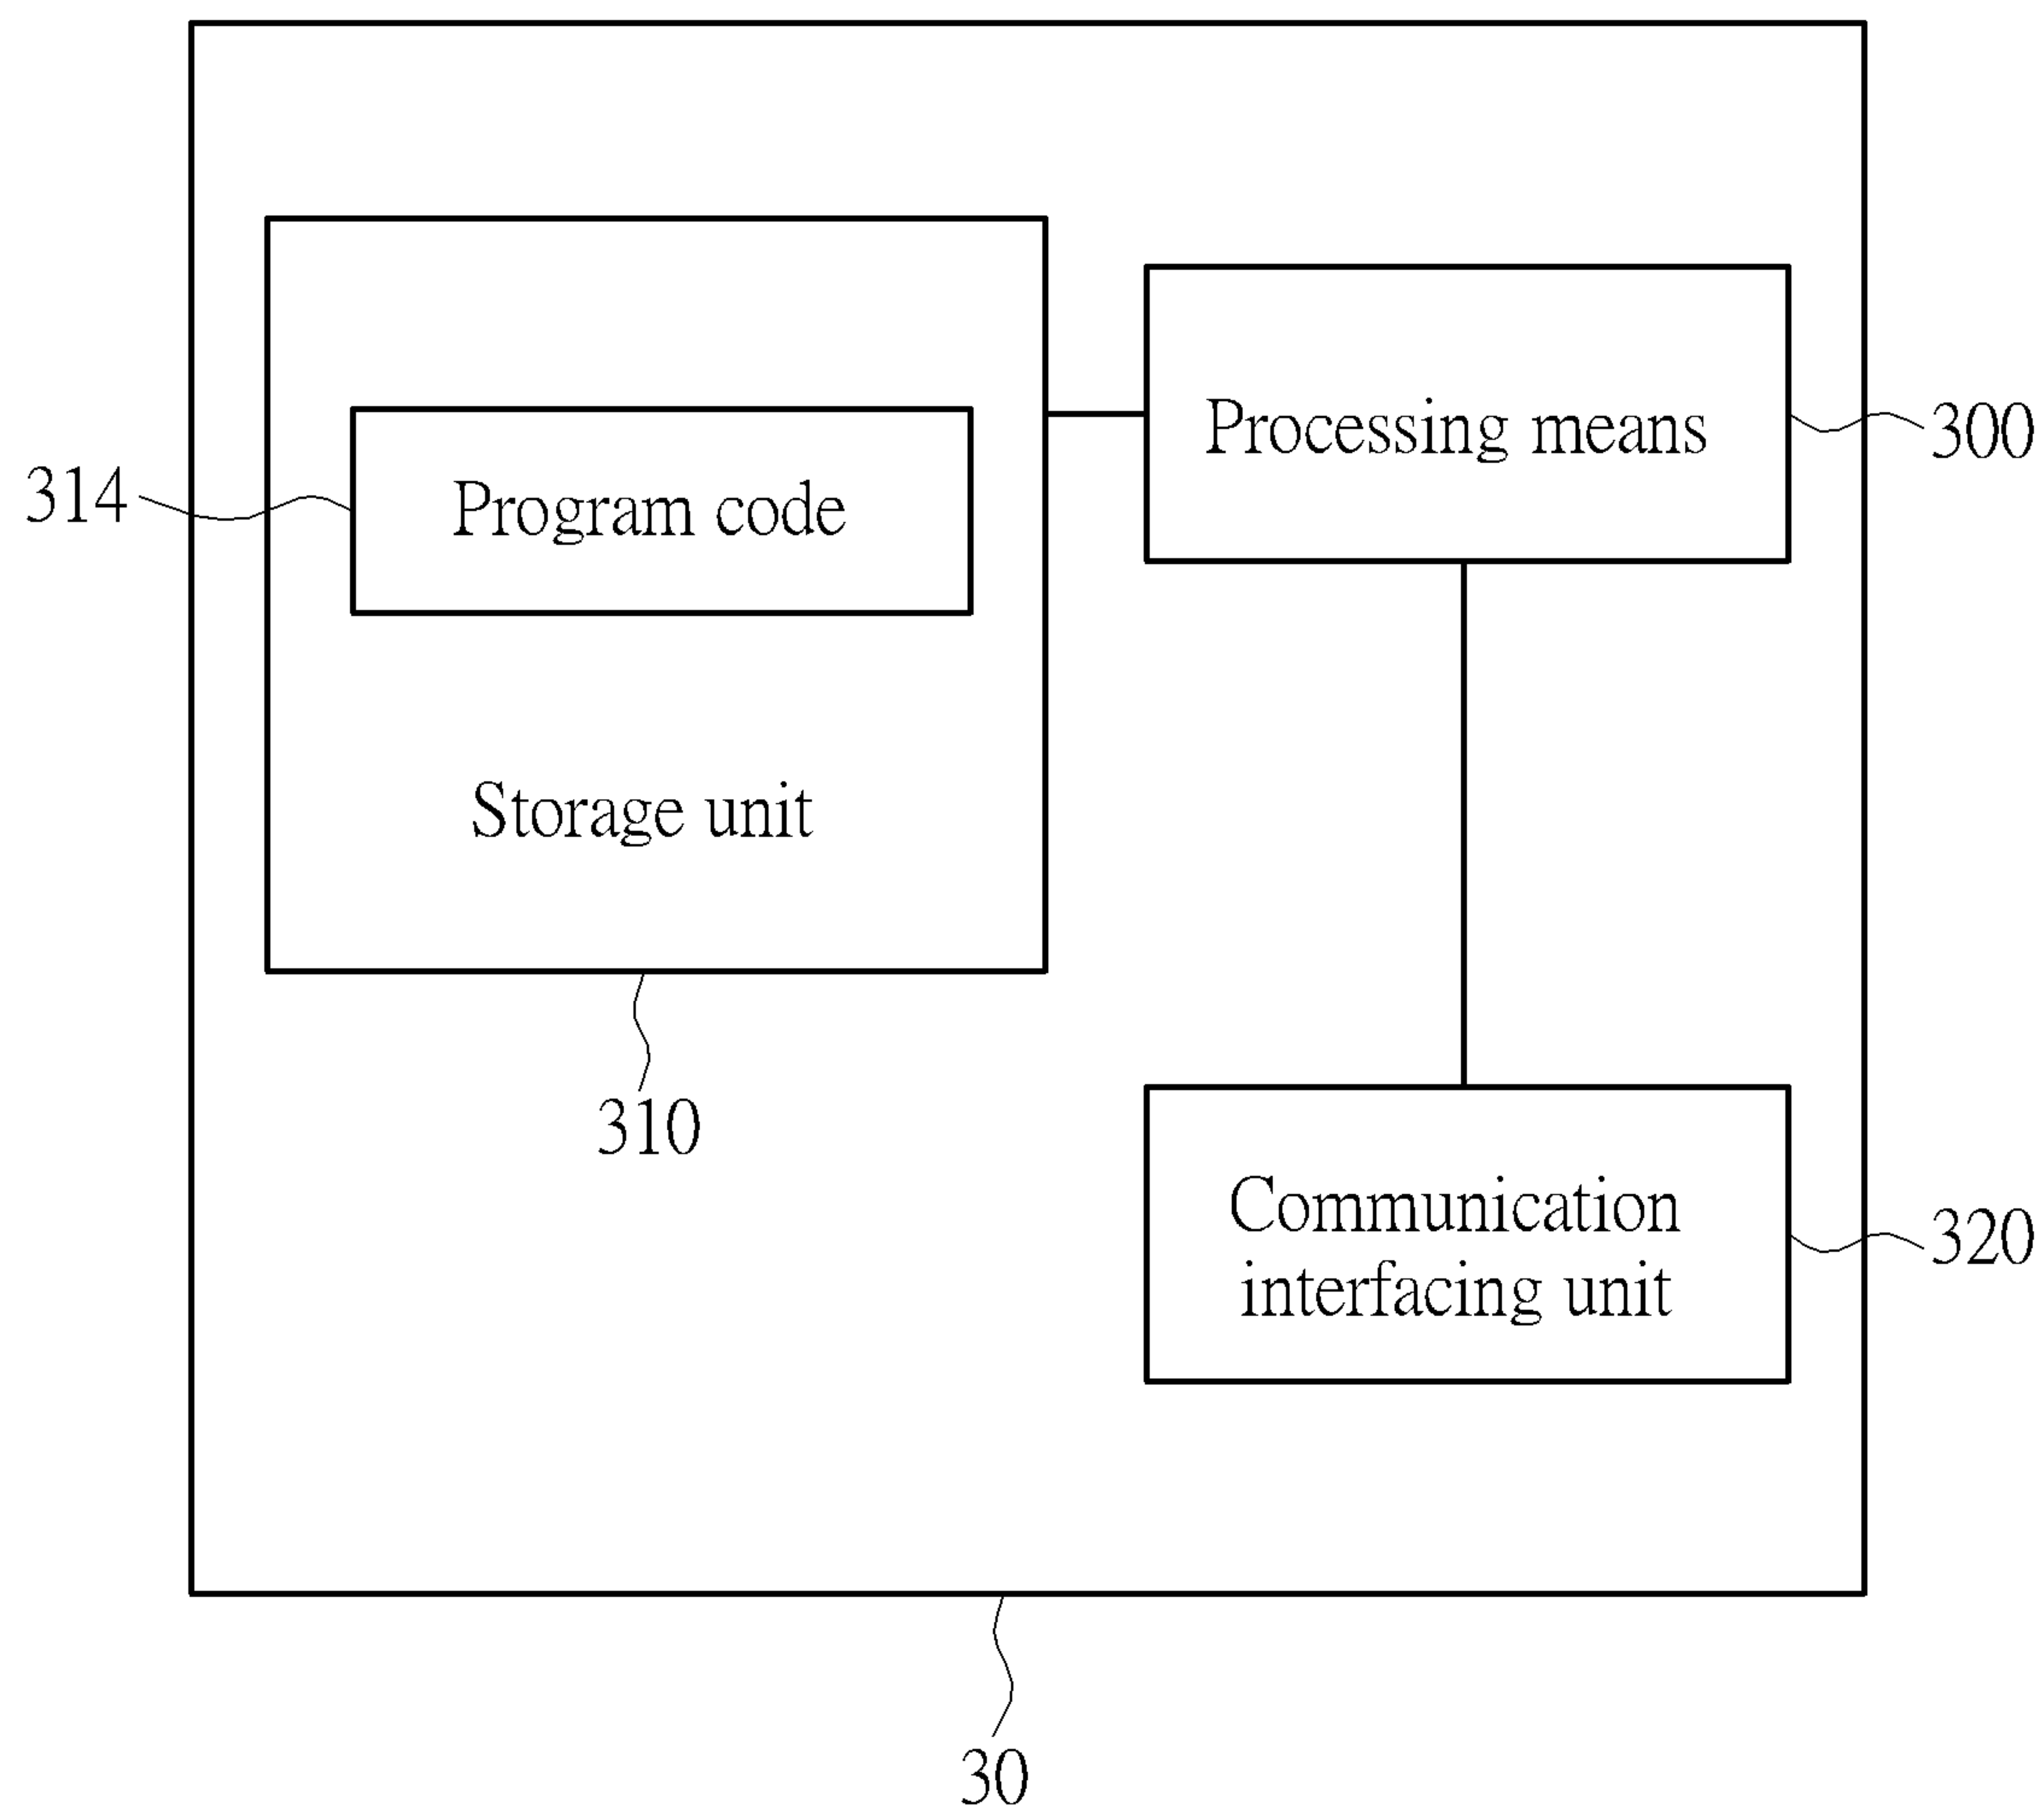 Processing means
300
314
Program code
Storage unit
310
Communication
interfacing unit
320
30